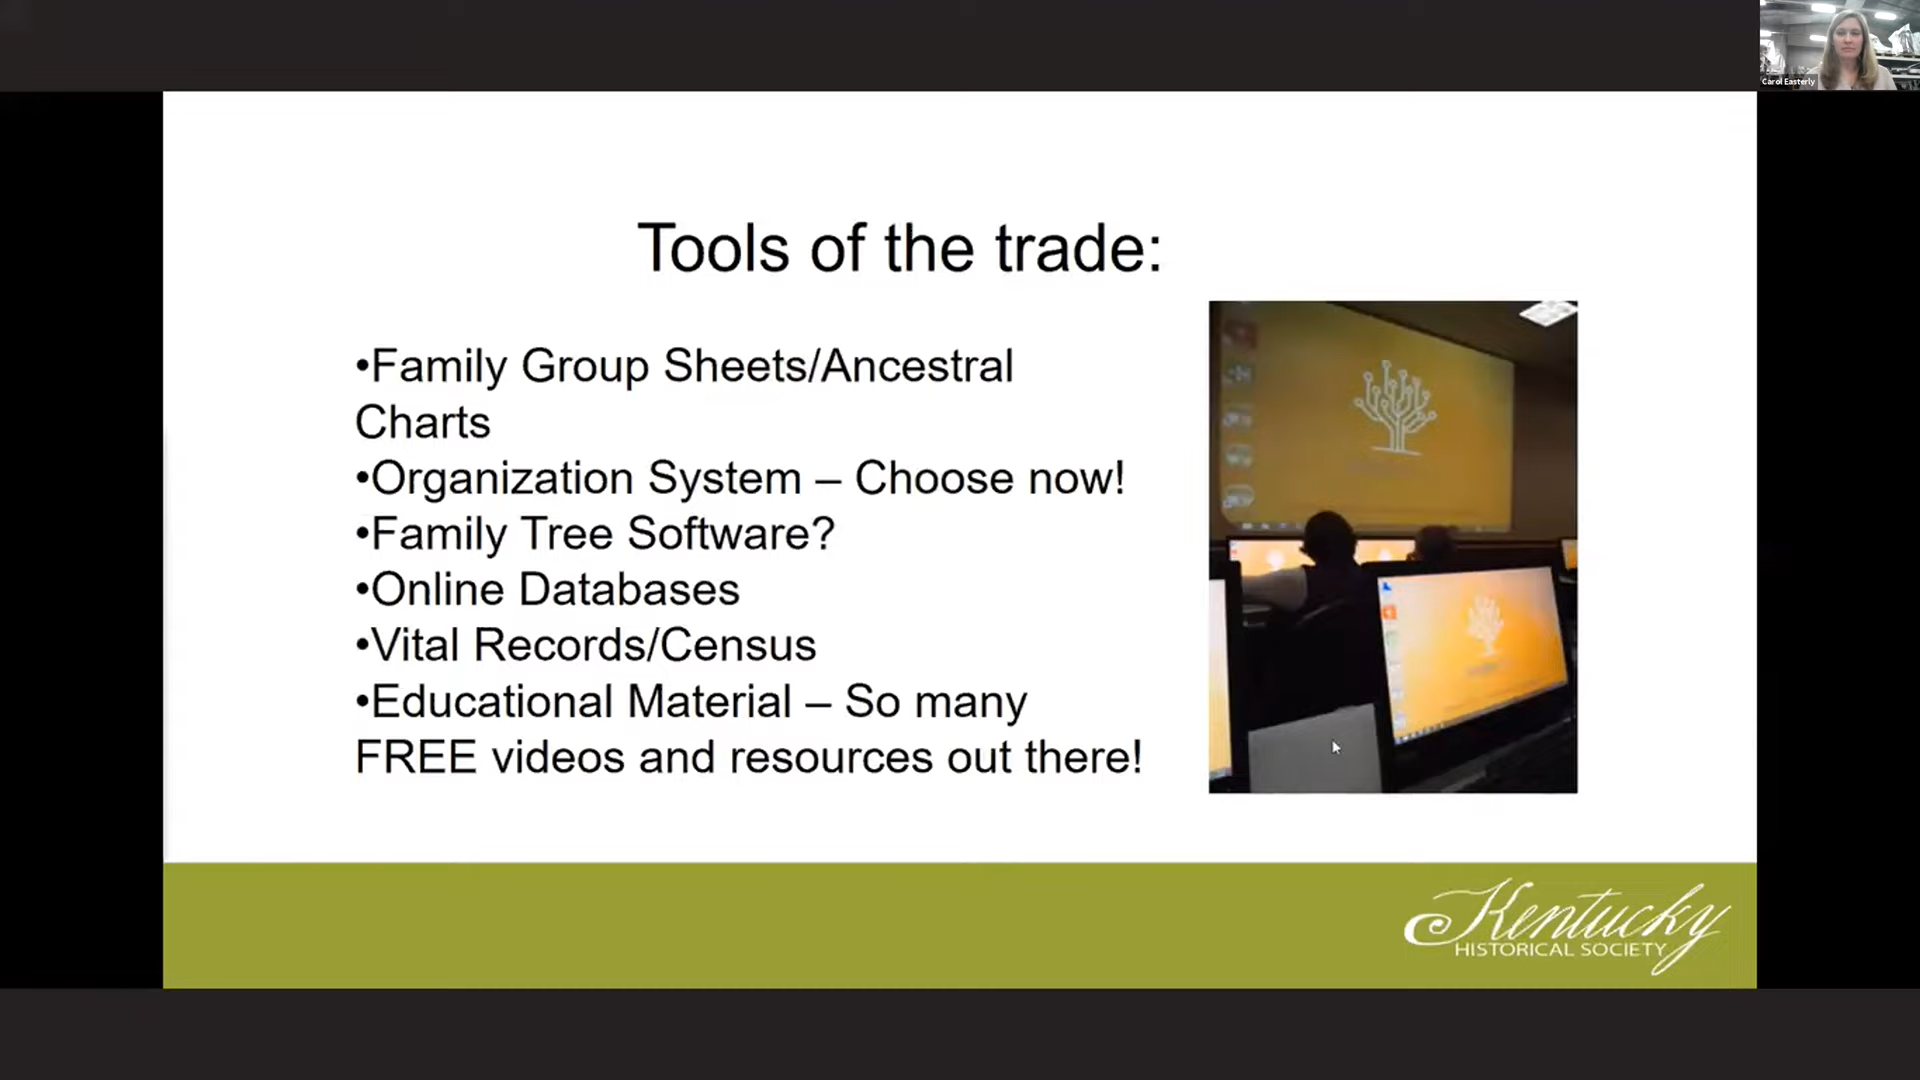 Carol Easterly
Tools of the trade:
•Family Group Sheets/Ancestral
Charts
•Organization System – Choose now!
•Family Tree Software?
•Online Databases
•Vital Records/Census
•Educational Material – So many
FREE videos and resources out there!
Kentucky
HISTORICAL SOCIETY